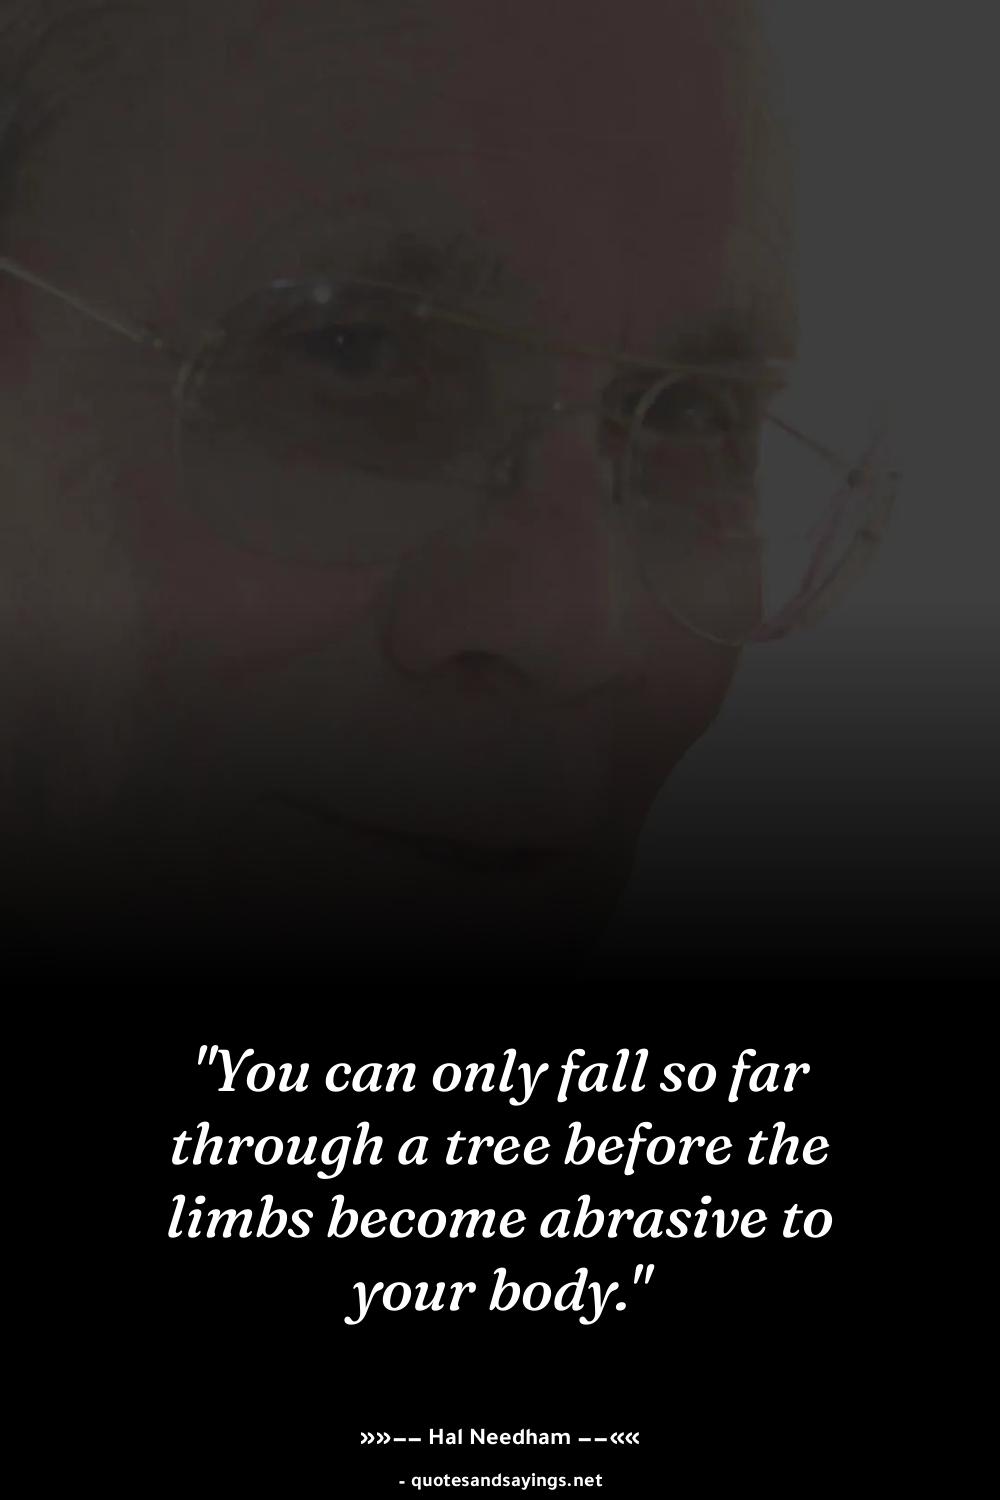 "You can only fall so far
through a tree before the
limbs become abrasive to
your body."
»»−− Hal Needham −−««
- quotesandsayings.net